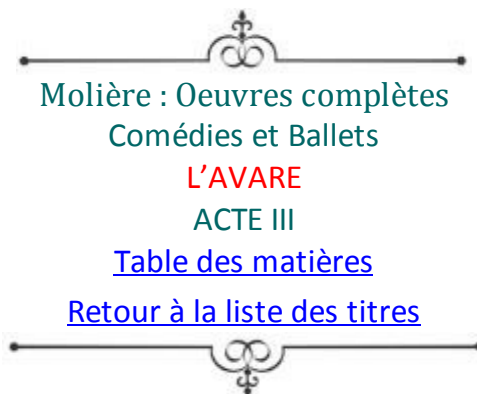 Molière : Oeuvres complètes
Comédies et Ballets
L’AVARE
ACTE III
Table des matières
Retour à la liste des titres